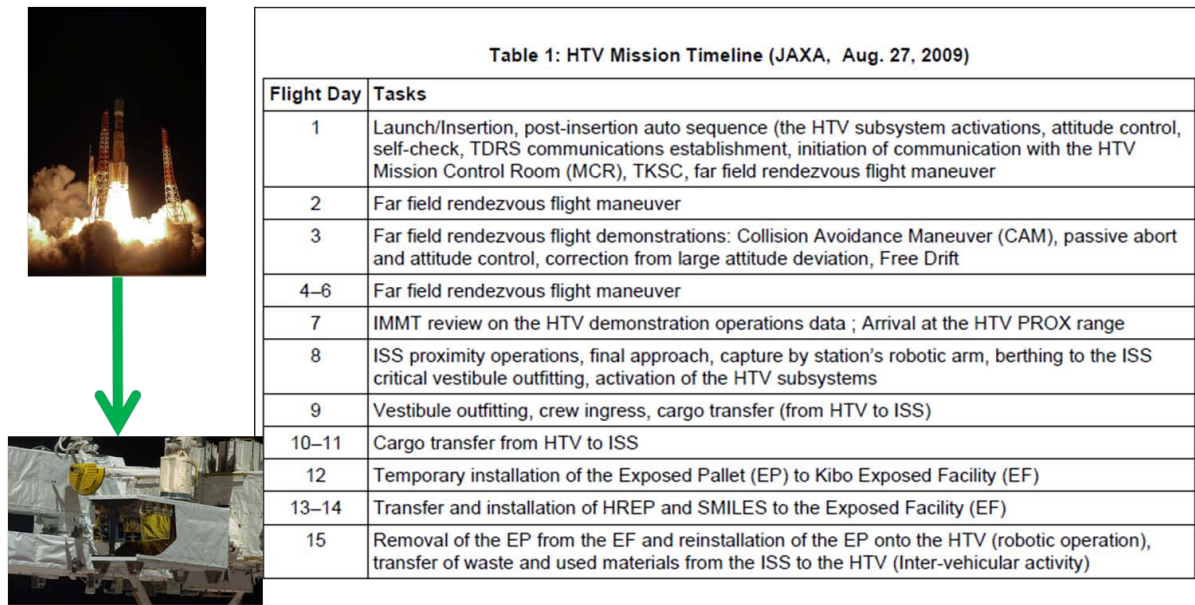 Table 1: HTV Mission Timeline (JAXA, Aug. 27, 2009)
Flight Day Tasks
1 Launch/Insertion, post-insertion auto sequence (the HTV subsystem activations, attitude control,
self-check, TDRS communications establishment, initiation of communication with the HTV
Mission Control Room (MCR), TKSC, far field rendezvous flight maneuver
2 Far field rendezvous flight maneuver
3 Far field rendezvous flight demonstrations: Collision Avoidance Maneuver (CAM), passive abort
and attitude control, correction from large attitude deviation, Free Drift
4–6 Far field rendezvous flight maneuver
7 IMMT review on the HTV demonstration operations data ; Arrival at the HTV PROX range
8 ISS proximity operations, final approach, capture by station's robotic arm, berthing to the ISS
critical vestibule outfitting, activation of the HTV subsystems
9 Vestibule outfitting, crew ingress, cargo transfer (from HTV to ISS)
10–11 Cargo transfer from HTV to ISS
12 Temporary installation of the Exposed Pallet (EP) to Kibo Exposed Facility (EF)
13–14 Transfer and installation of HREP and SMILES to the Exposed Facility (EF)
15 Removal of the EP from the EF and reinstallation of the EP onto the HTV (robotic operation),
transfer of waste and used materials from the ISS to the HTV (Inter-vehicular activity)